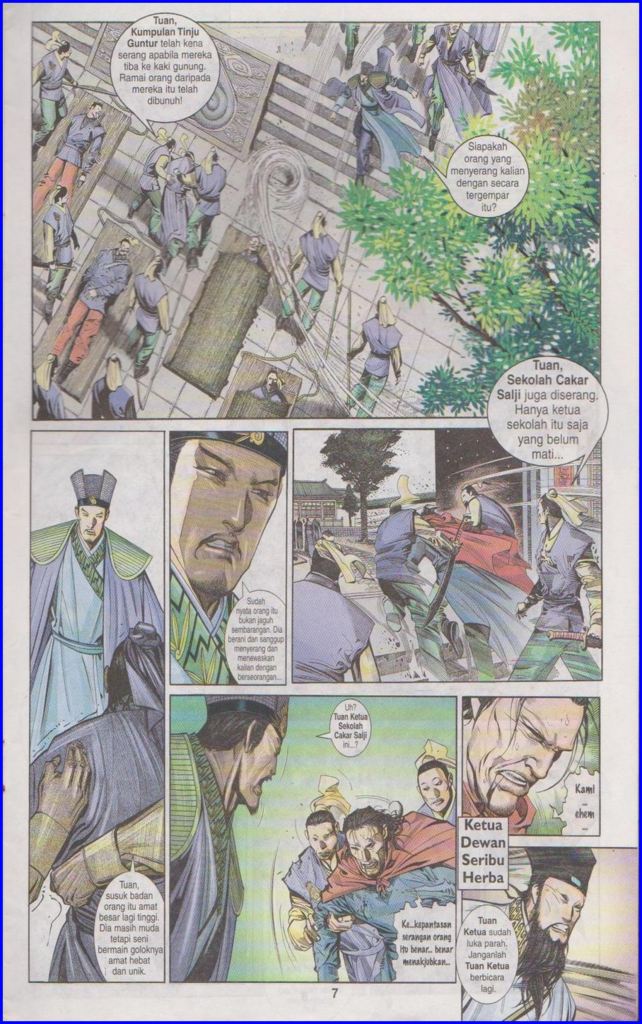 Tuan,
Kumpulan Tinju
Guntur telah kena
serang apabila mereka
tiba ke kaki gunung.
Ramai orang daripada
mereka itu telah
dibunuh!
Siapakah
orang yang
menyerang kalian
dengan secara
tergempar
itu?
Tuan,
Sekolah Cakar
Salji juga diserang.
Hanya ketua
sekolah itu saja
yang belum
mati...
Sudah
nyata orang itu
bukan jaguh
sembarangan. Dia
berani dan sanggup
menyerang dan
menewaskan
kalian dengan
berseorangan...
Tuan,
susuk badan
orang itu amat
besar lagi tinggi.
Dia masih muda
tetapi seni
bermain goloknya
amat hebat
dan unik.
Uh?
Tuan Ketua
Sekolah
Cakar Salji
ini...?
Ke...kepantasan
serangan orang
itu benar.. benar
menakjubkan...
Kami
..
ehem
..
Ketua
Dewan
Seribu
Herba
Tuan
Ketua sudah
luka parah.
Janganlah
Tuan Ketua
berbicara
lagi.
7